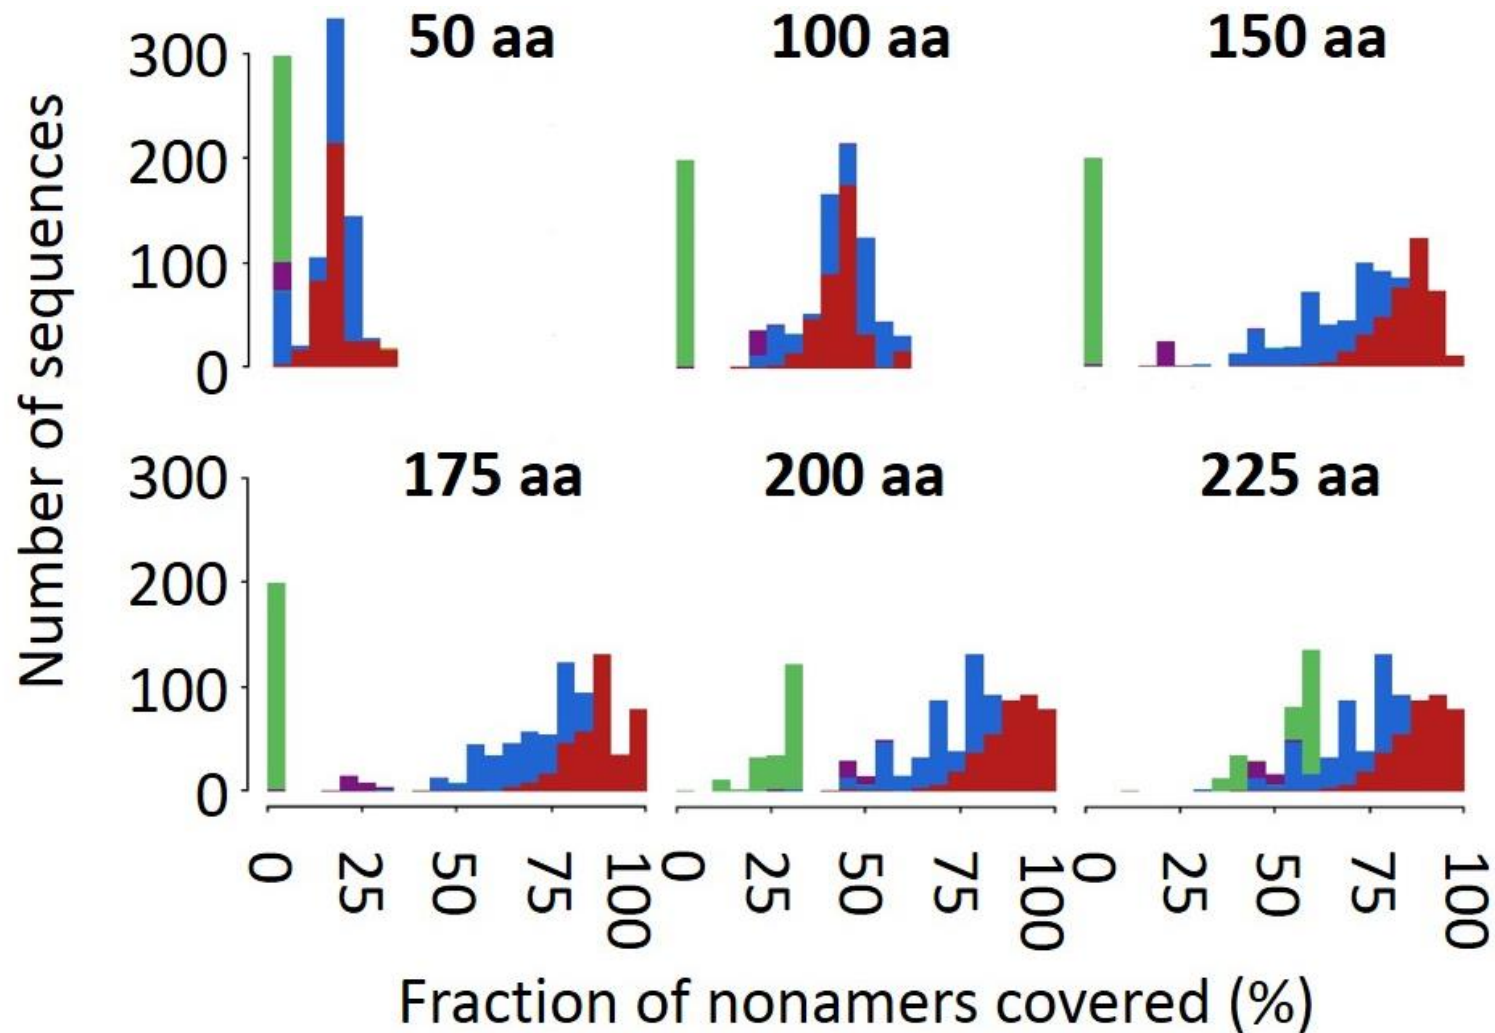 Number of sequences
50 aa
100 aa
150 aa
300
200
100
0
175 aa
200 aa
225 aa
300
200
100
0
0 25 50 75 100
0 25 50 75 100
0 25 50 75 100
Fraction of nonamers covered (%)